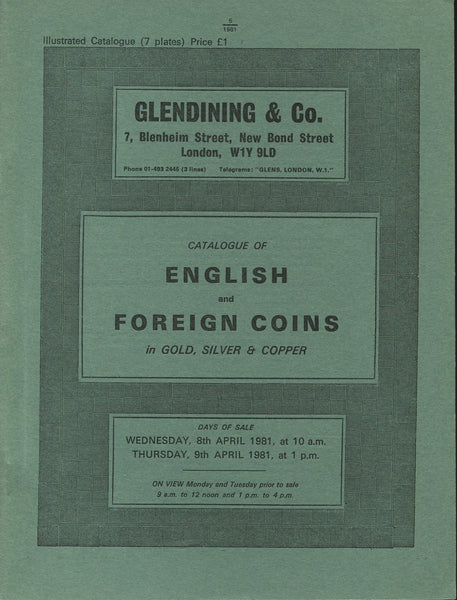 5
1981
Illustrated Catalogue (7 plates) Price £1
GLENDINING & Co.
7, Blenheim Street, New Bond Street
London, W1Y 9LD
Phone 01-493 2445 (3 lines) Telegrams: "GLENS, LONDON, W.1."
CATALOGUE OF
ENGLISH
and
FOREIGN COINS
in GOLD, SILVER & COPPER
DAYS OF SALE
WEDNESDAY, 8th APRIL 1981, at 10 a.m.
THURSDAY, 9th APRIL 1981, at 1 p.m.
ON VIEW Monday and Tuesday prior to sale
9 a.m. to 12 noon and 1 p.m. to 4 p.m.